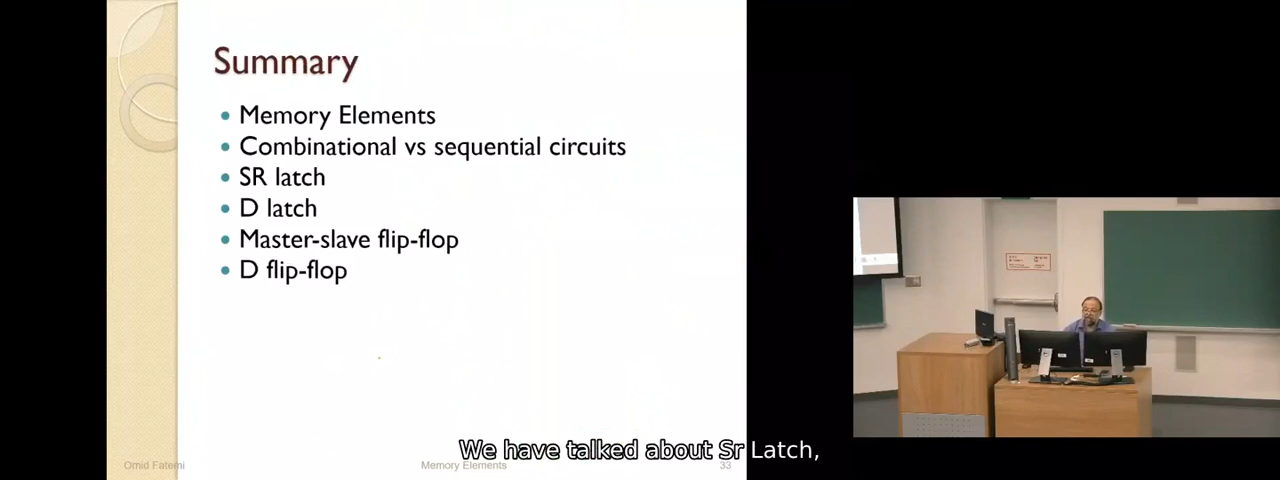 Summary
Memory Elements
Combinational vs sequential circuits
SR latch
D latch
Master-slave flip-flop
D flip-flop
We have talked about Sr Latch,
Omid Fatemi
Memory Elements
33